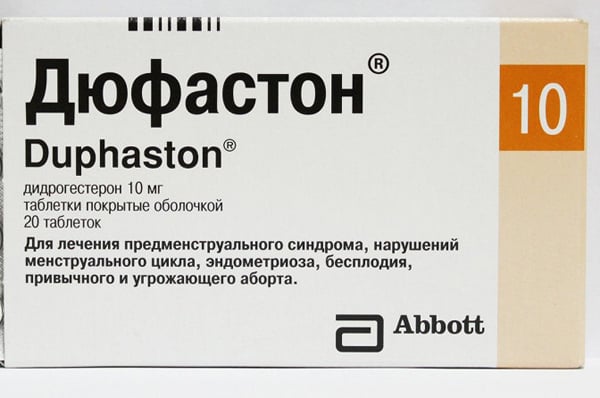 Дюфастон®
10
Duphaston®
дидрогестерон 10 мг
таблетки покрытые оболочкой
20 таблеток
Для лечения предменструального синдрома, нарушений
менструального цикла, эндометриоза, бесплодия,
привычного и угрожающего аборта.
Abbott